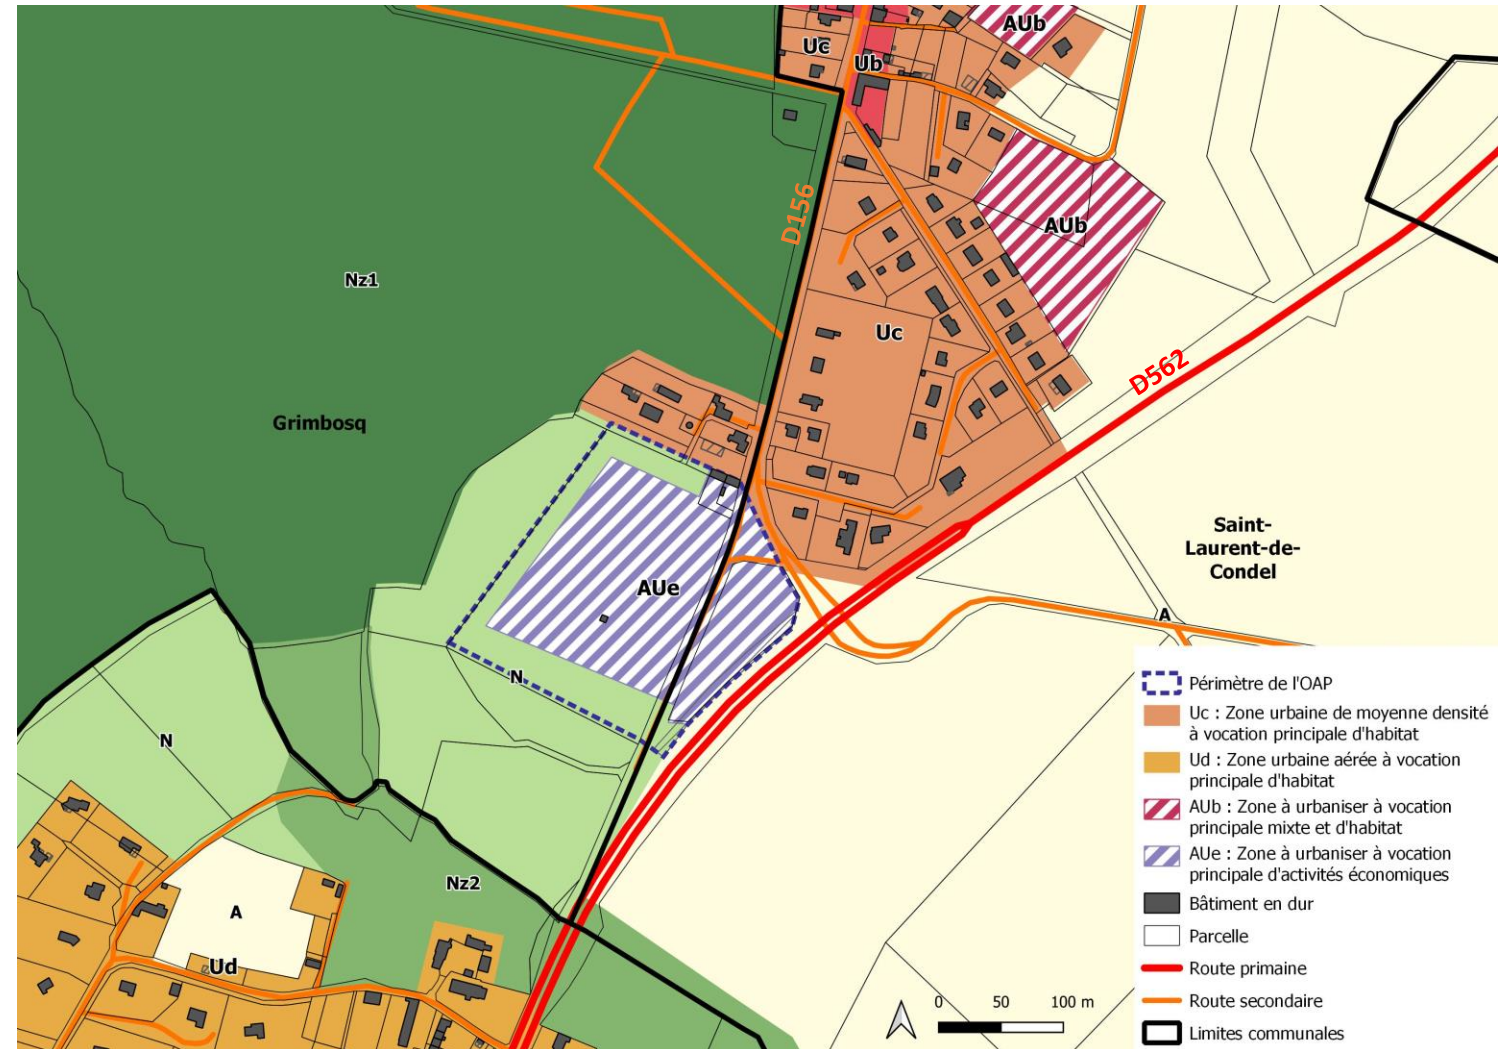 AUb
Uc
Ub
D156
AUb
Nz1
Uc
D562
Grimbosq
Saint-
Laurent-de-
Condel
AUe
A
N
N
Nz2
A
Ud
Périmètre de l'OAP
Uc : Zone urbaine de moyenne densité
à vocation principale d'habitat
Ud : Zone urbaine aérée à vocation
principale d'habitat
AUb : Zone à urbaniser à vocation
principale mixte et d'habitat
AUe : Zone à urbaniser à vocation
principale d'activités économiques
Bâtiment en dur
Parcelle
Route primaine
Route secondaire
Limites communales
0 50 100 m